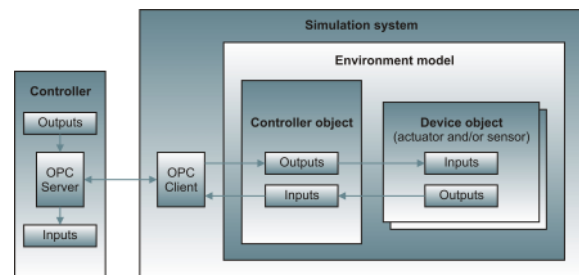 Simulation system
Environment model
Controller
Outputs
OPC
Server
Inputs
OPC
Client
Controller object
Outputs
Inputs
Device object
(actuator and/or sensor)
Inputs
Outputs